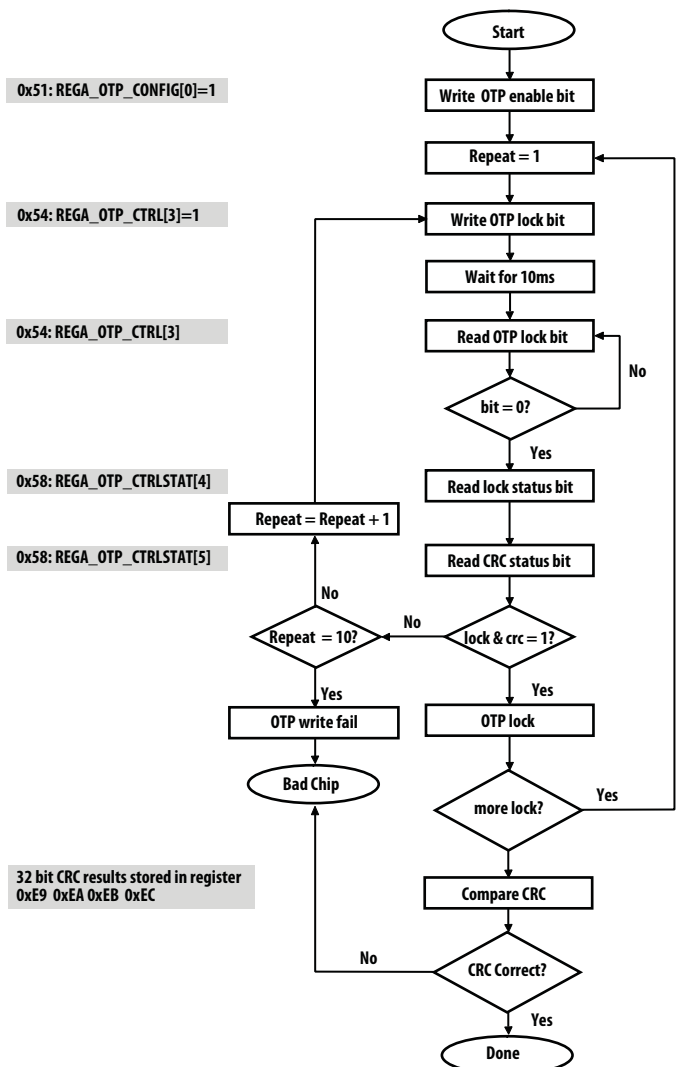 Start
0x51: REGA_OTP_CONFIG[0]=1
Write OTP enable bit
Repeat = 1
0x54: REGA_OTP_CTRL[3]=1
Write OTP lock bit
Wait for 10ms
0x54: REGA_OTP_CTRL[3]
Read OTP lock bit
No
bit = 0?
Yes
0x58: REGA_OTP_CTRLSTAT[4]
Read lock status bit
Repeat = Repeat + 1
0x58: REGA_OTP_CTRLSTAT[5]
Read CRC status bit
No
Repeat = 10?
No
lock & crc = 1?
Yes
Yes
OTP write fail
OTP lock
Bad Chip
more lock?
Yes
32 bit CRC results stored in register
0xE9 0xEA 0xEB 0xEC
Compare CRC
No
CRC Correct?
Yes
Done